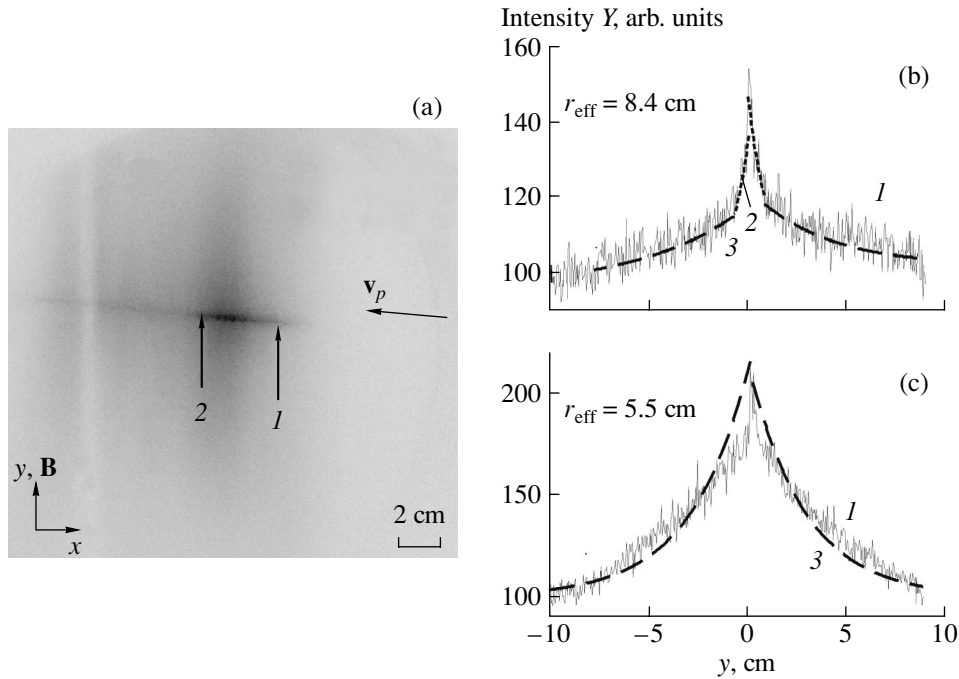 (a)
v_p
2
1
y, B
x
2 cm
Intensity Y, arb. units
160
140
120
100
r_eff = 8.4 cm
(b)
1
2
3
200
150
100
r_eff = 5.5 cm
(c)
1
3
−10 −5 0 5 10
y, cm